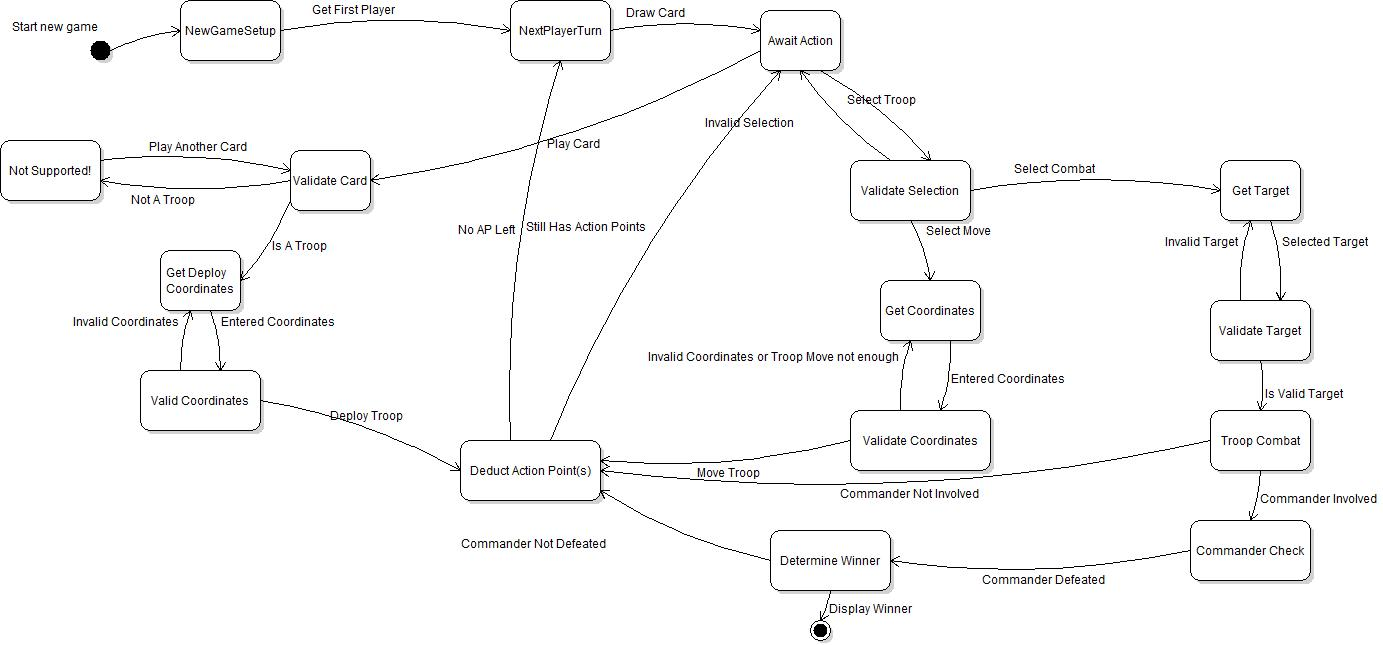 Get First Player
Draw Card
Start new game
NewGameSetup
NextPlayerTurn
Await Action
Select Troop
Invalid Selection
Play Another Card
Play Card
Not Supported!
Validate Card
Validate Selection
Select Combat
Get Target
Not A Troop
No AP Left
Still Has Action Points
Select Move
Invalid Target
Selected Target
Is A Troop
Get Deploy
Coordinates
Get Coordinates
Invalid Coordinates
Entered Coordinates
Validate Target
Invalid Coordinates or Troop Move not enough
Entered Coordinates
Is Valid Target
Valid Coordinates
Deploy Troop
Validate Coordinates
Troop Combat
Deduct Action Point(s)
Move Troop
Commander Not Involved
Commander Involved
Commander Not Defeated
Determine Winner
Commander Check
Commander Defeated
Display Winner